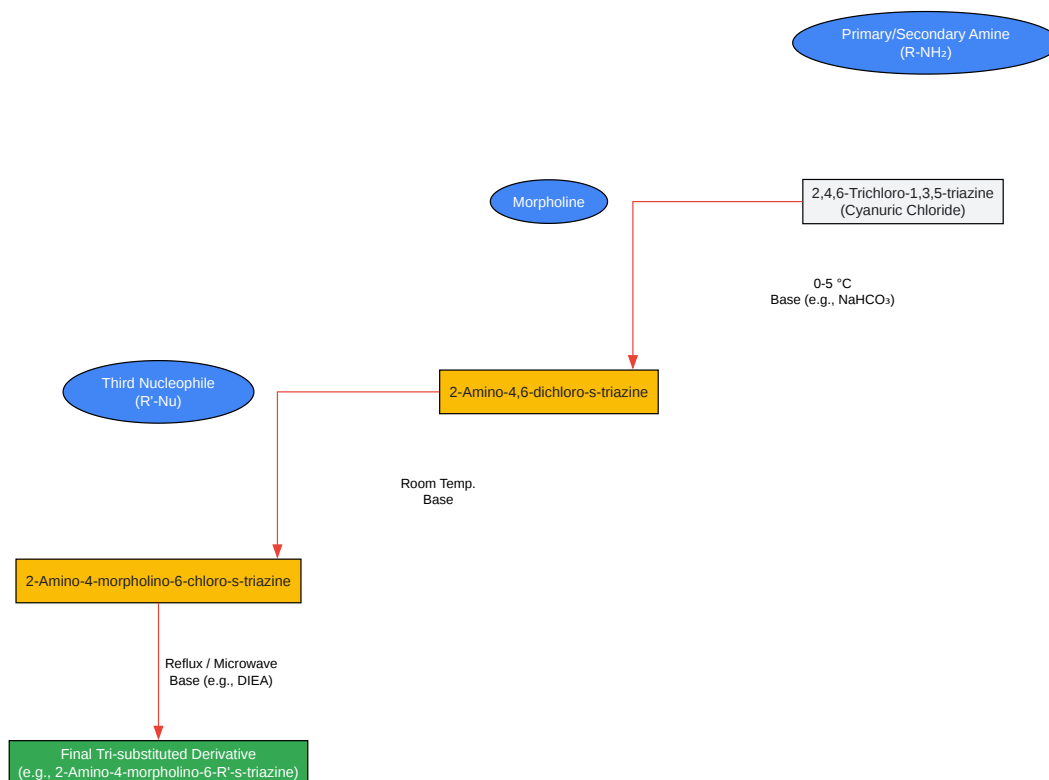 Primary/Secondary Amine
(R-NH₂)
Morpholine
2,4,6-Trichloro-1,3,5-triazine
(Cyanuric Chloride)
0-5 °C
Base (e.g., NaHCO₃)
Third Nucleophile
(R'-Nu)
2-Amino-4,6-dichloro-s-triazine
Room Temp.
Base
2-Amino-4-morpholino-6-chloro-s-triazine
Reflux / Microwave
Base (e.g., DIEA)
Final Tri-substituted Derivative
(e.g., 2-Amino-4-morpholino-6-R'-s-triazine)